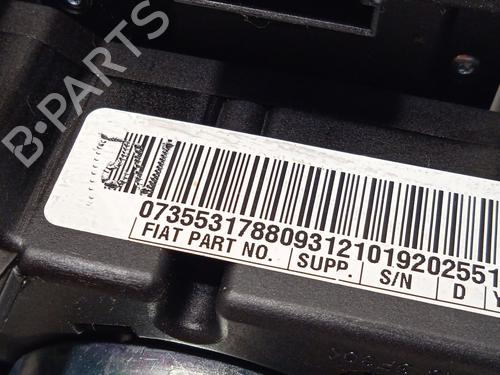 B-PARTS
0735531788093121019202551
FIAT PART NO. SUPP. S/N D Y